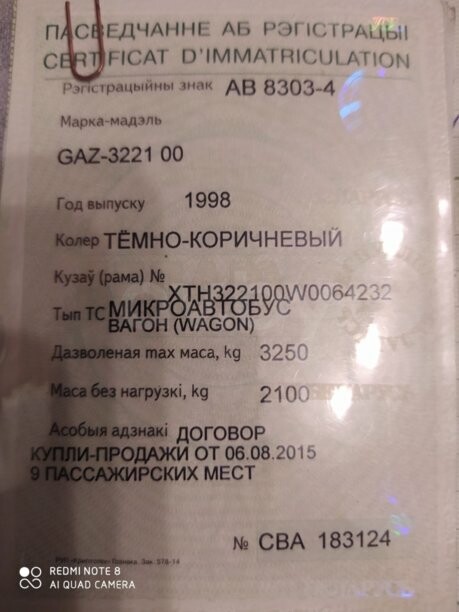 ПАСВЕДЧАННЕ АБ РЭГІСТРАЦЫІ
CERTIFICAT D'IMMATRICULATION
Рэгістрацыйны знак АВ 8303-4
Марка-мадэль
GAZ-3221 00
Год выпуску 1998
Колер ТЁМНО-КОРИЧНЕВЫЙ
Кузаў (рама) №
XTH322100W0064232
Тып ТС МИКРОАВТОБУС
ВАГОН (WAGON)
Дазволеная max маса, kg 3250
Маса без нагрузкі, kg 2100
Асобыя адзнакі ДОГОВОР
КУПЛИ-ПРОДАЖИ ОТ 06.08.2015
9 ПАССАЖИРСКИХ МЕСТ
№ СВА 183124
REDMI NOTE 8
AI QUAD CAMERA